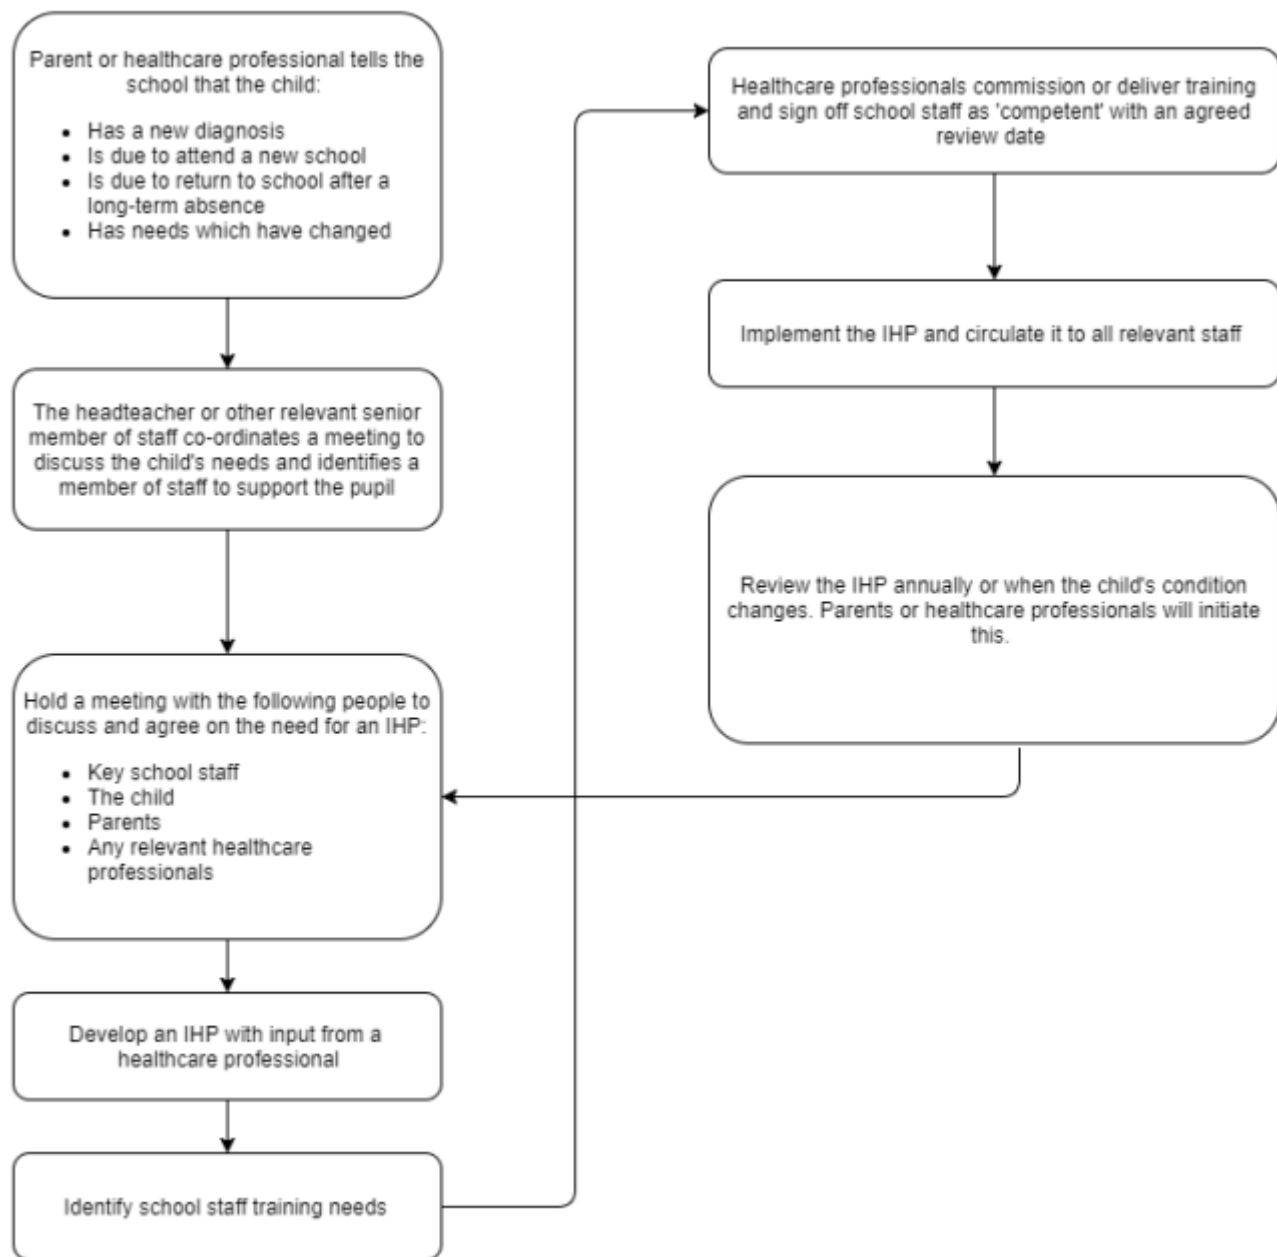 Parent or healthcare professional tells the
school that the child:
• Has a new diagnosis
• Is due to attend a new school
• Is due to return to school after a
long-term absence
• Has needs which have changed
The headteacher or other relevant senior
member of staff co-ordinates a meeting to
discuss the child's needs and identifies a
member of staff to support the pupil
Hold a meeting with the following people to
discuss and agree on the need for an IHP:
• Key school staff
• The child
• Parents
• Any relevant healthcare
professionals
Develop an IHP with input from a
healthcare professional
Identify school staff training needs
Healthcare professionals commission or deliver training
and sign off school staff as 'competent' with an agreed
review date
Implement the IHP and circulate it to all relevant staff
Review the IHP annually or when the child's condition
changes. Parents or healthcare professionals will initiate
this.